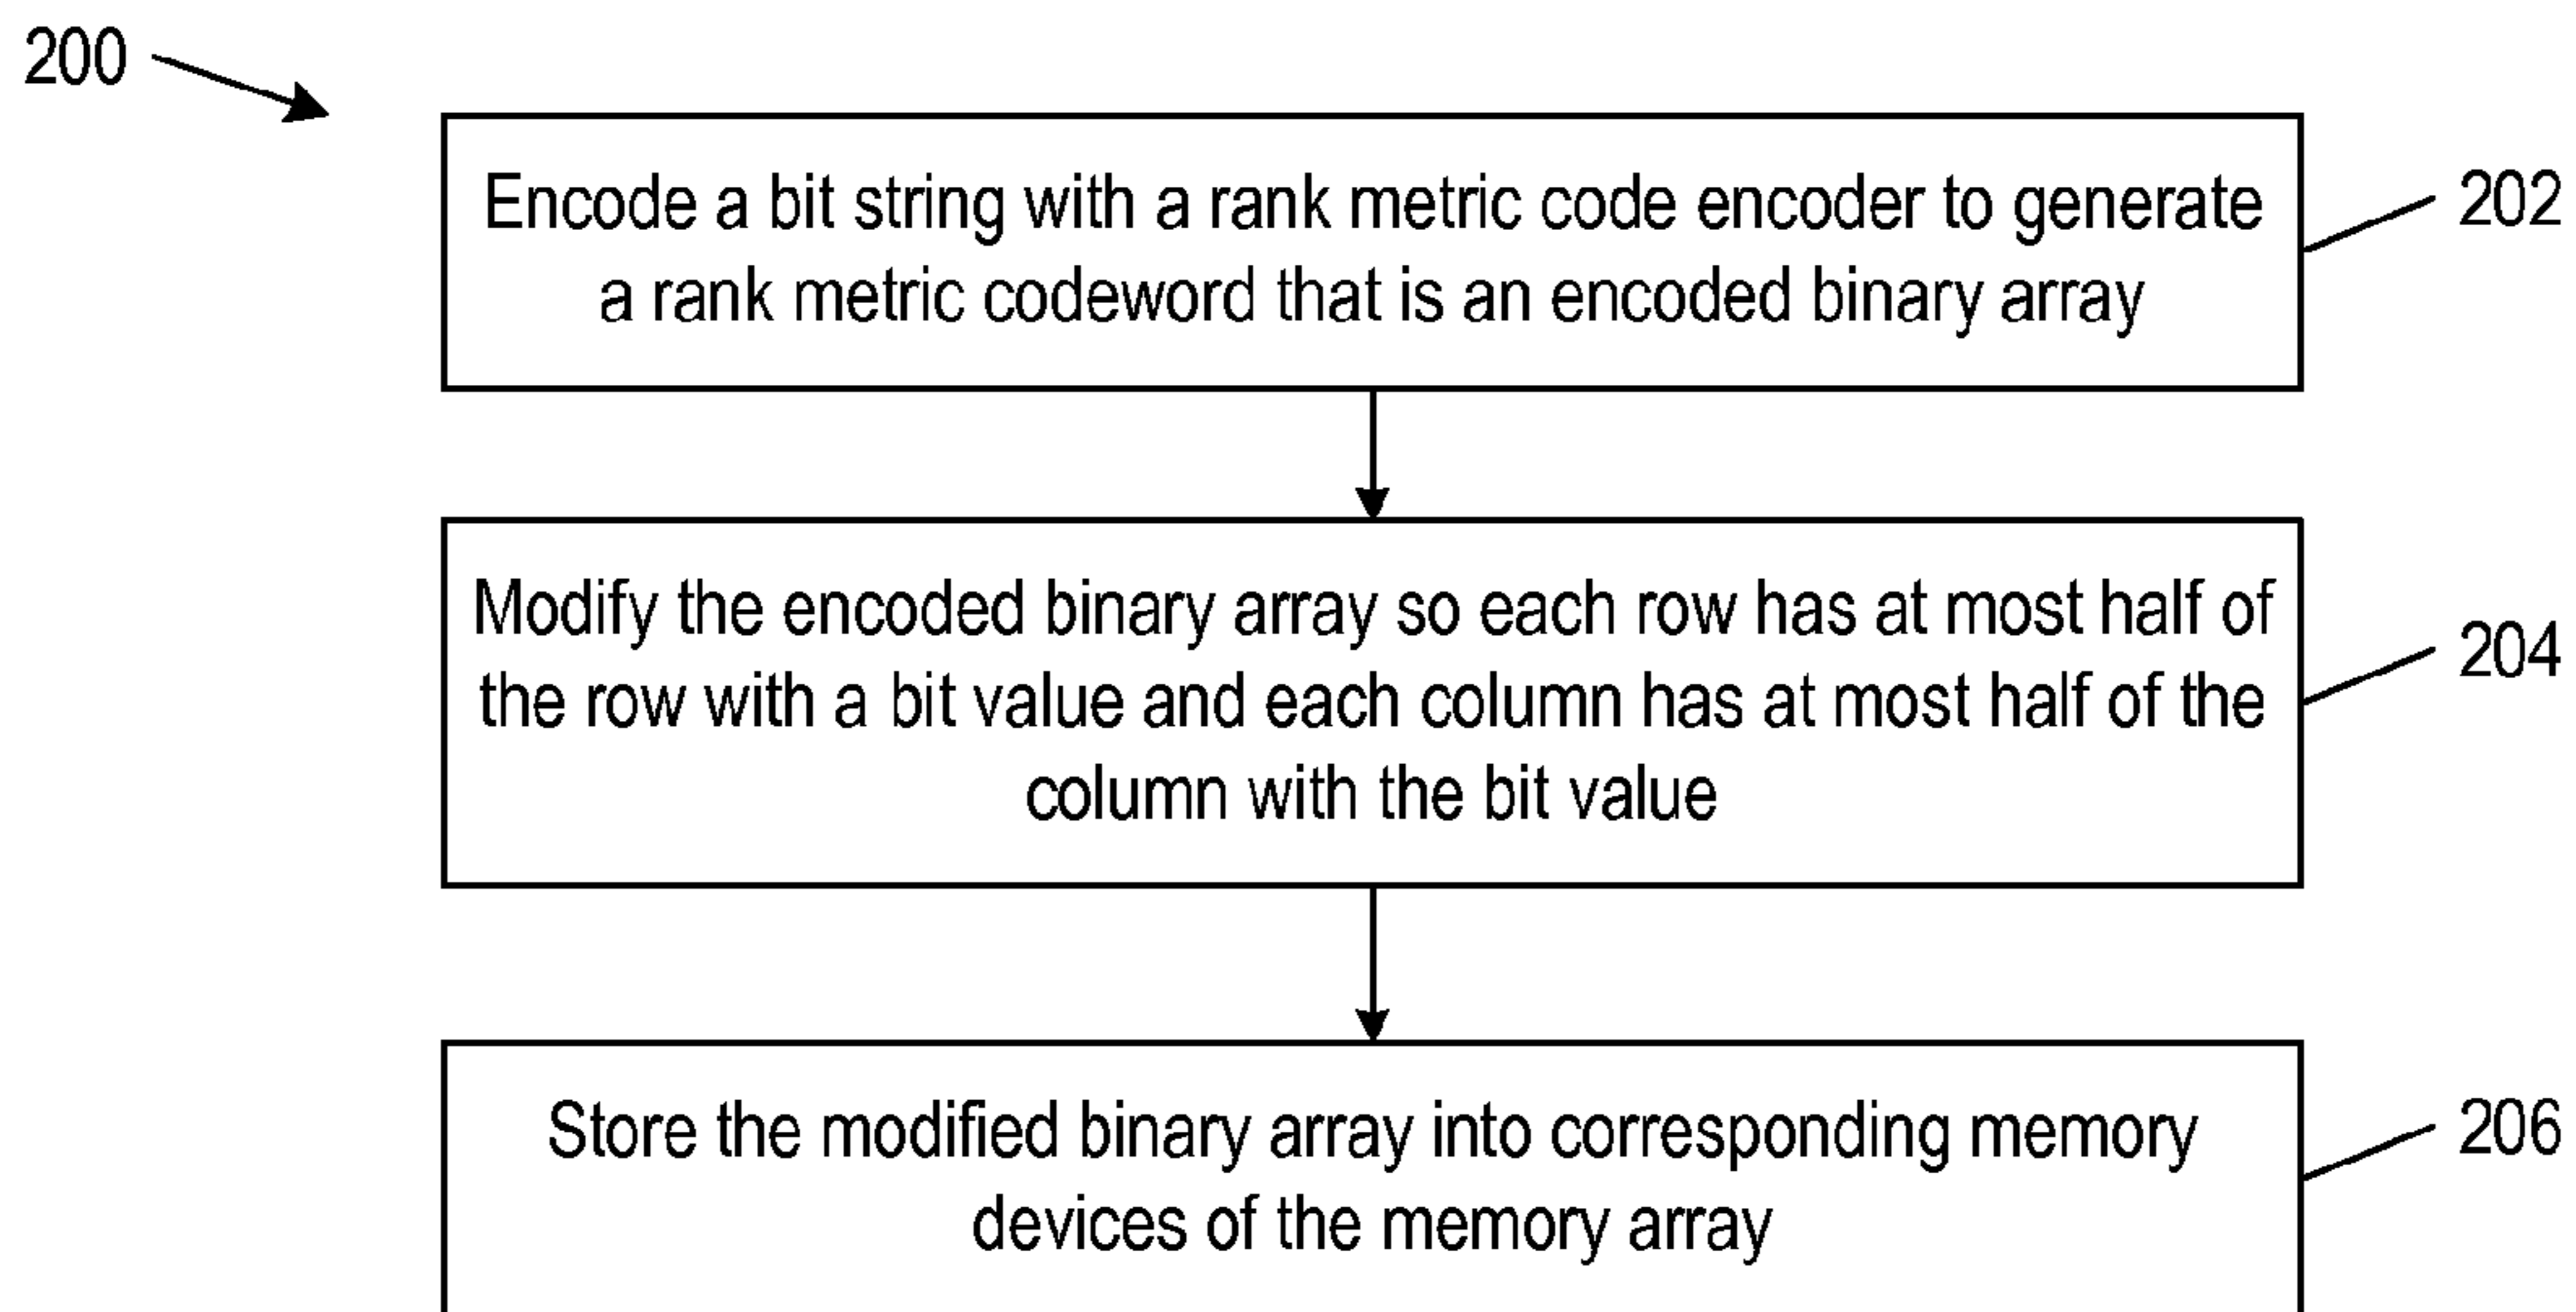 200
Encode a bit string with a rank metric code encoder to generate
a rank metric codeword that is an encoded binary array
202
Modify the encoded binary array so each row has at most half of
the row with a bit value and each column has at most half of the
column with the bit value
204
Store the modified binary array into corresponding memory
devices of the memory array
206